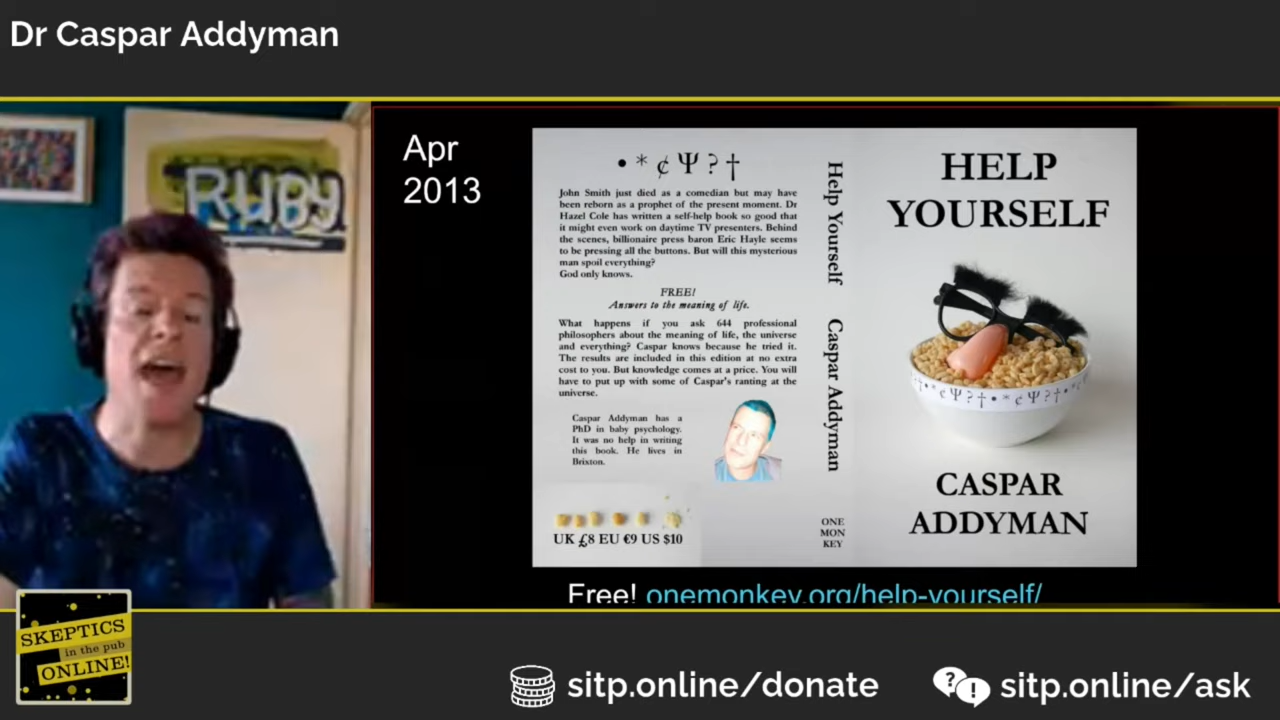 Dr Caspar Addyman
RUBY
Apr
2013
• * ¢ Ψ ? †
John Smith just died as a comedian but may have
been reborn as a prophet of the present moment. Dr
Hazel Cole has written a self-help book so good that
it might even work on daytime TV presenters. Behind
the scenes, billionaire press baron Eric Hayle seems
to be pressing all the buttons. But will this mysterious
man spoil everything?
God only knows.
FREE!
Answers to the meaning of life.
What happens if you ask 644 professional
philosophers about the meaning of life, the universe
and everything? Caspar knows because he tried it.
The results are included in this edition at no extra
cost to you. But knowledge comes at a price. You will
have to put up with some of Caspar's ranting at the
universe.
Caspar Addyman has a
PhD in baby psychology.
It was no help in writing
this book. He lives in
Brixton.
UK £8 EU €9 US $10
Help Yourself Caspar Addyman
ONE
MON
KEY
HELP
YOURSELF
•*¢Ψ?†•*¢Ψ?†
CASPAR
ADDYMAN
Free! onemonkey.org/help-yourself/
SKEPTICS
in the pub
ONLINE!
sitp.online/donate
sitp.online/ask